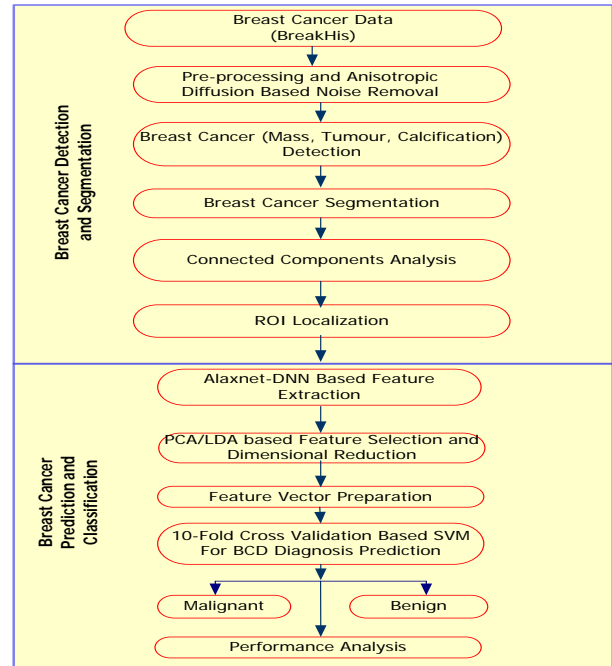 Breast Cancer Detection
and Segmentation
Breast Cancer Data
(BreakHis)
Pre-processing and Anisotropic
Diffusion Based Noise Removal
Breast Cancer (Mass, Tumour, Calcification)
Detection
Breast Cancer Segmentation
Connected Components Analysis
ROI Localization
Breast Cancer
Prediction and
Classification
Alaxnet-DNN Based Feature
Extraction
PCA/LDA based Feature Selection and
Dimensional Reduction
Feature Vector Preparation
10-Fold Cross Validation Based SVM
For BCD Diagnosis Prediction
Malignant
Benign
Performance Analysis